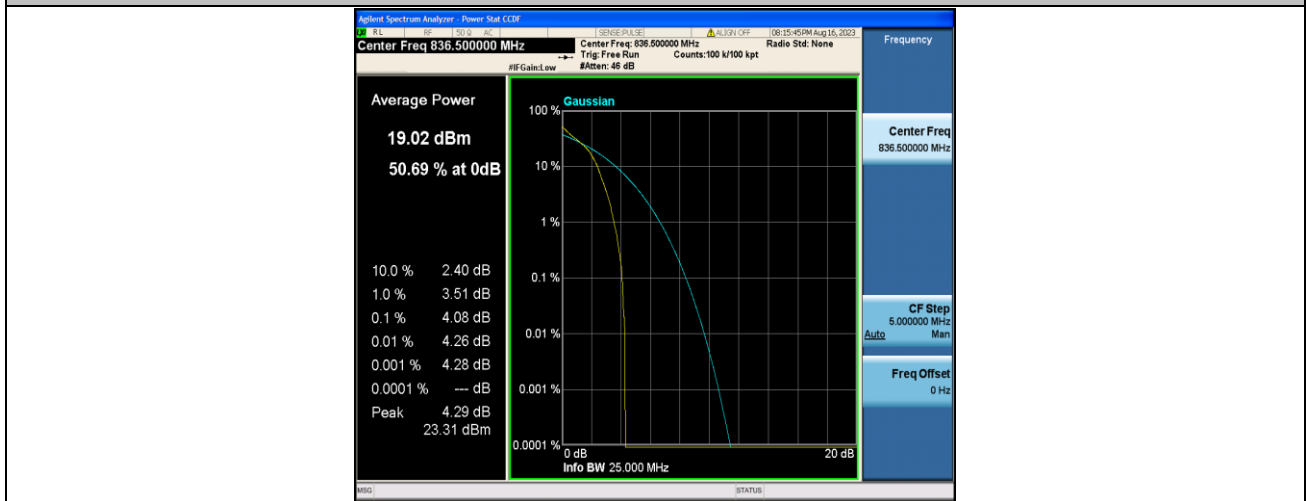 Agilent Spectrum Analyzer - Power Stat CCDF
RL RF 50 Ω AC SENSE:PULSE ALIGN OFF 08:15:45PM Aug 16, 2023
Center Freq 836.500000 MHz
Center Freq: 836.500000 MHz Radio Std: None
Trig: Free Run Counts:100 k/100 kpt
#IFGain:Low #Atten: 46 dB
Average Power
19.02 dBm
50.69 % at 0dB
10.0 % 2.40 dB
1.0 % 3.51 dB
0.1 % 4.08 dB
0.01 % 4.26 dB
0.001 % 4.28 dB
0.0001 % --- dB
Peak 4.29 dB
23.31 dBm
Gaussian
100 %
10 %
1 %
0.1 %
0.01 %
0.001 %
0.0001 %
0 dB 20 dB
Info BW 25.000 MHz
Frequency
Center Freq
836.500000 MHz
CF Step
5.000000 MHz
Auto Man
Freq Offset
0 Hz
MSG STATUS